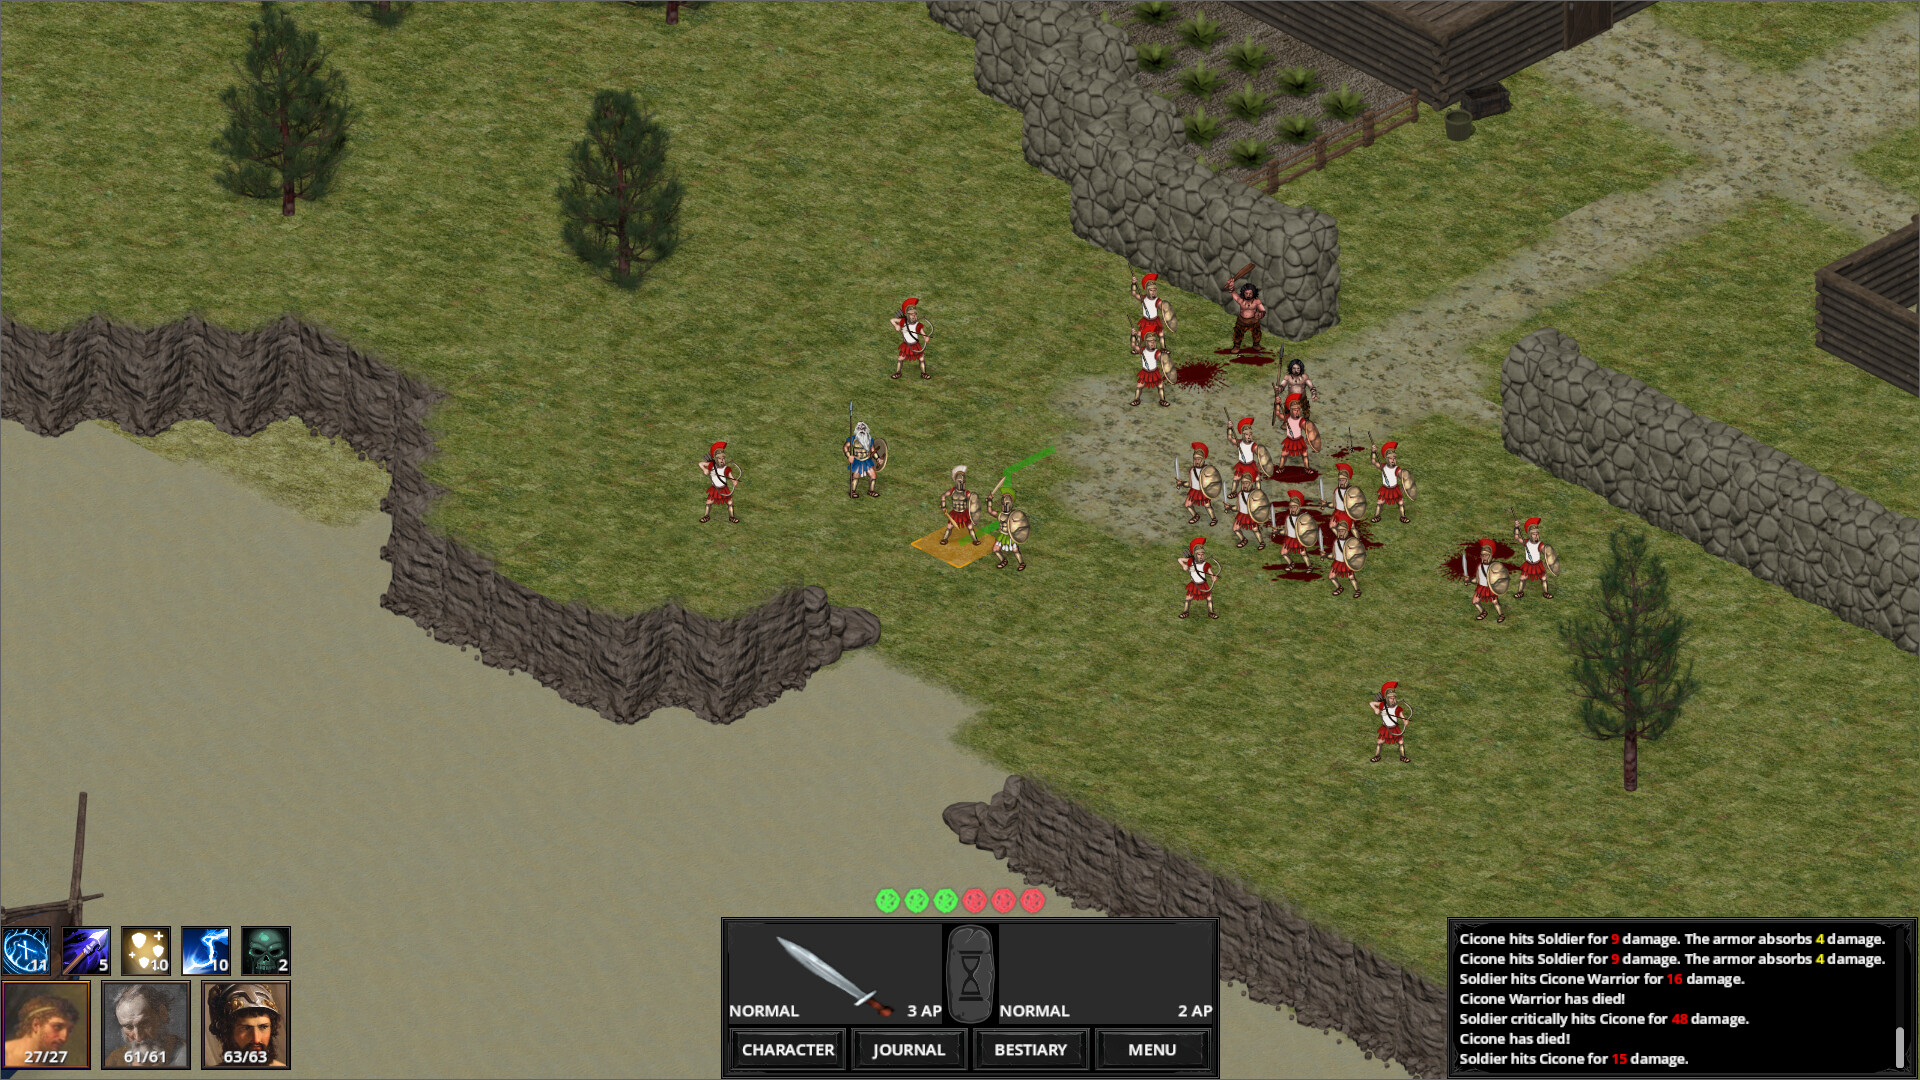 11
5
10
10
2
27/27
61/61
63/63
NORMAL 3 AP
NORMAL 2 AP
CHARACTER
JOURNAL
BESTIARY
MENU
Cicone hits Soldier for 9 damage. The armor absorbs 4 damage.
Cicone hits Soldier for 9 damage. The armor absorbs 4 damage.
Soldier hits Cicone Warrior for 16 damage.
Cicone Warrior has died!
Soldier critically hits Cicone for 48 damage.
Cicone has died!
Soldier hits Cicone for 15 damage.